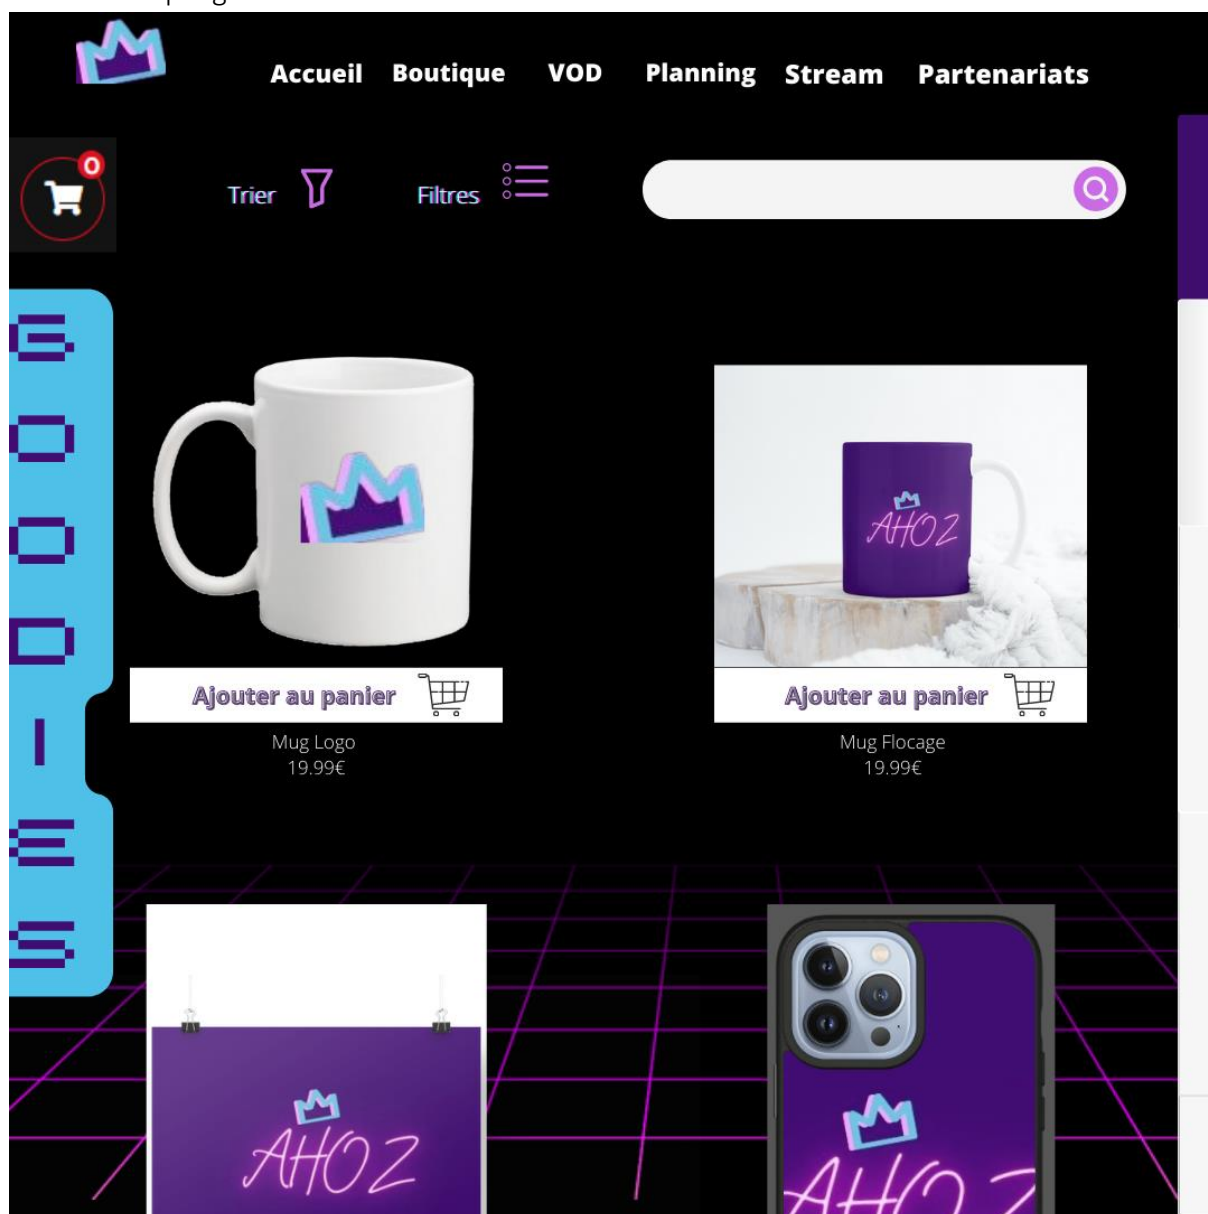 Accueil Boutique VOD Planning Stream Partenariats
0
Trier Filtres
G
O
O
D
I
E
S
AHOZ
Ajouter au panier Ajouter au panier
Mug Logo Mug Flocage
19.99€ 19.99€
AHOZ AHOZ